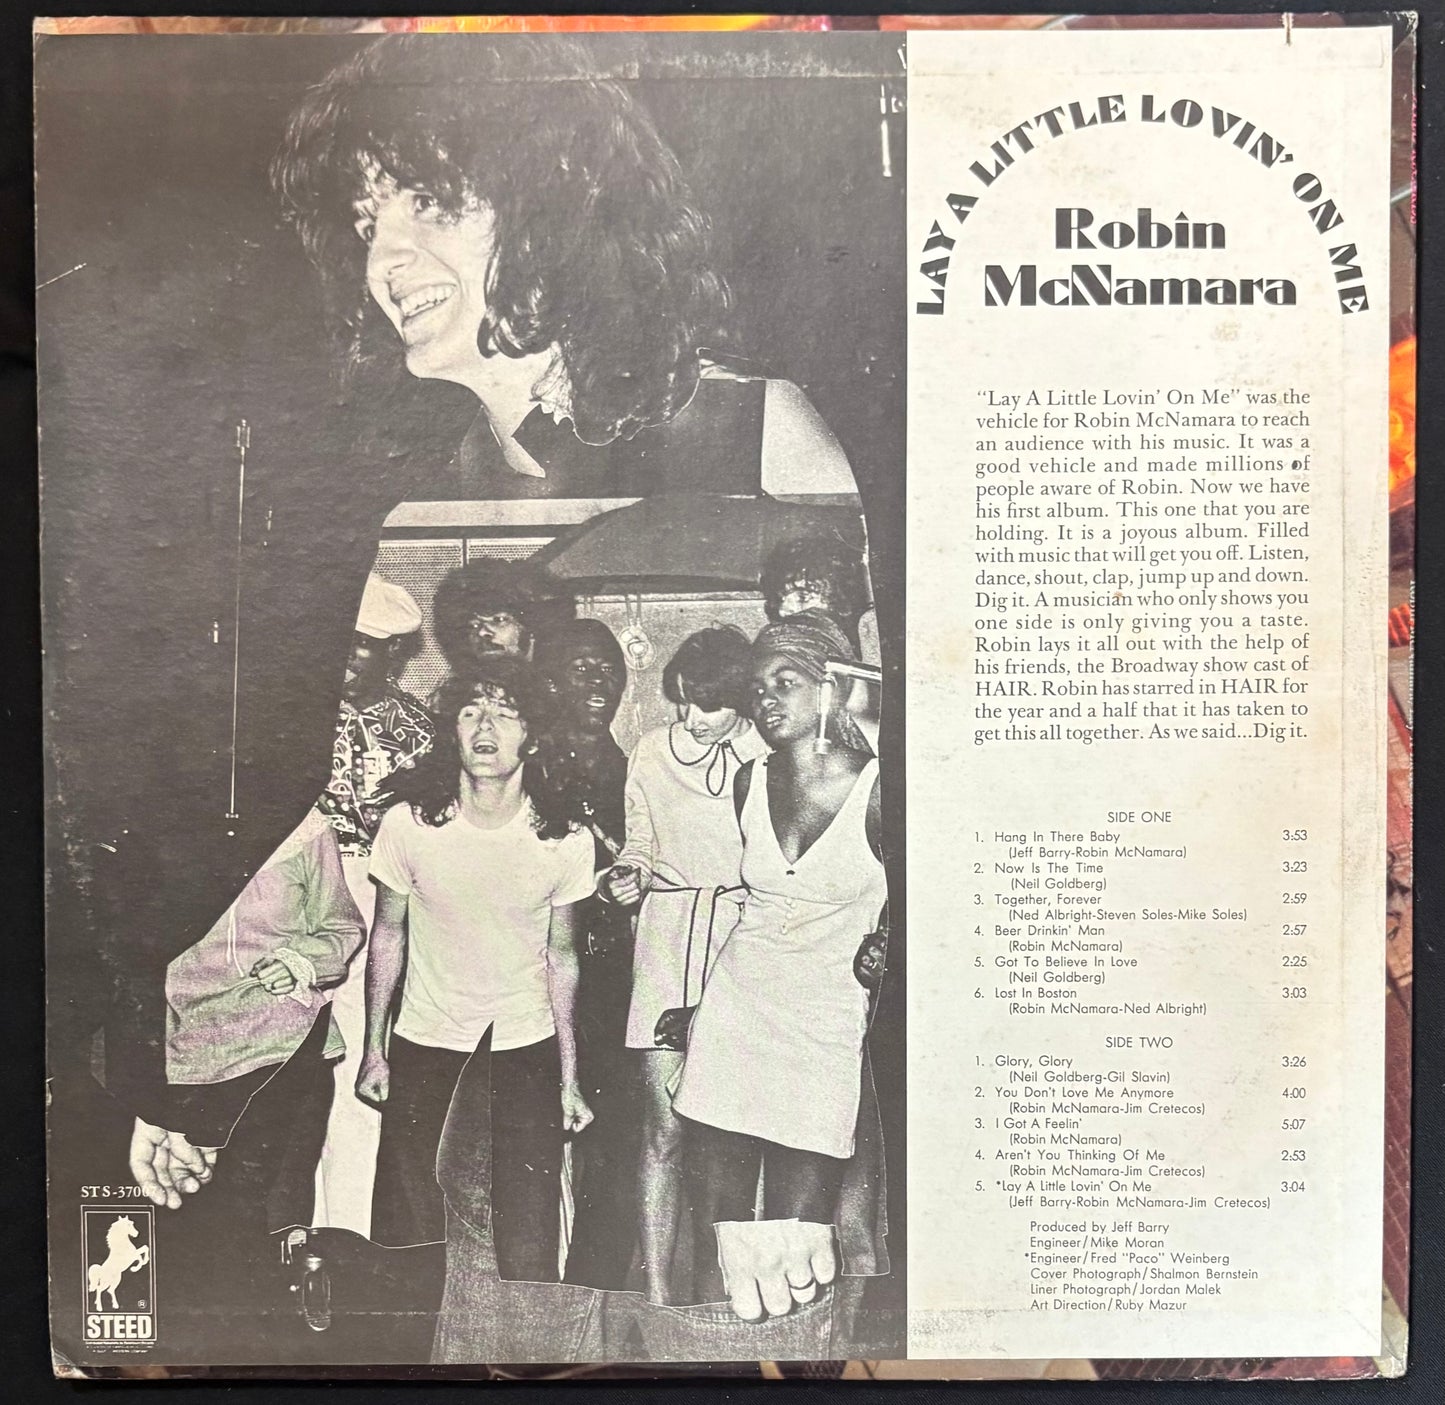 LAY A LITTLE LOVIN' ON ME
Robin
McNamara
"Lay A Little Lovin' On Me" was the
vehicle for Robin McNamara to reach
an audience with his music. It was a
good vehicle and made millions of
people aware of Robin. Now we have
his first album. This one that you are
holding. It is a joyous album. Filled
with music that will get you off. Listen,
dance, shout, clap, jump up and down.
Dig it. A musician who only shows you
one side is only giving you a taste.
Robin lays it all out with the help of
his friends, the Broadway show cast of
HAIR. Robin has starred in HAIR for
the year and a half that it has taken to
get this all together. As we said...Dig it.
SIDE ONE
1. Hang In There Baby 3:53
(Jeff Barry-Robin McNamara)
2. Now Is The Time 3:23
(Neil Goldberg)
3. Together, Forever 2:59
(Ned Albright-Steven Soles-Mike Soles)
4. Beer Drinkin' Man 2:57
(Robin McNamara)
5. Got To Believe In Love 2:25
(Neil Goldberg)
6. Lost In Boston 3:03
(Robin McNamara-Ned Albright)
SIDE TWO
1. Glory, Glory 3:26
(Neil Goldberg-Gil Slavin)
2. You Don't Love Me Anymore 4:00
(Robin McNamara-Jim Cretecos)
3. I Got A Feelin' 5:07
(Robin McNamara)
4. Aren't You Thinking Of Me 2:53
(Robin McNamara-Jim Cretecos)
5. *Lay A Little Lovin' On Me 3:04
(Jeff Barry-Robin McNamara-Jim Cretecos)
Produced by Jeff Barry
Engineer/Mike Moran
*Engineer/Fred "Paco" Weinberg
Cover Photograph/Shalmon Bernstein
Liner Photograph/Jordan Malek
Art Direction/Ruby Mazur
STS-37007
®
STEED